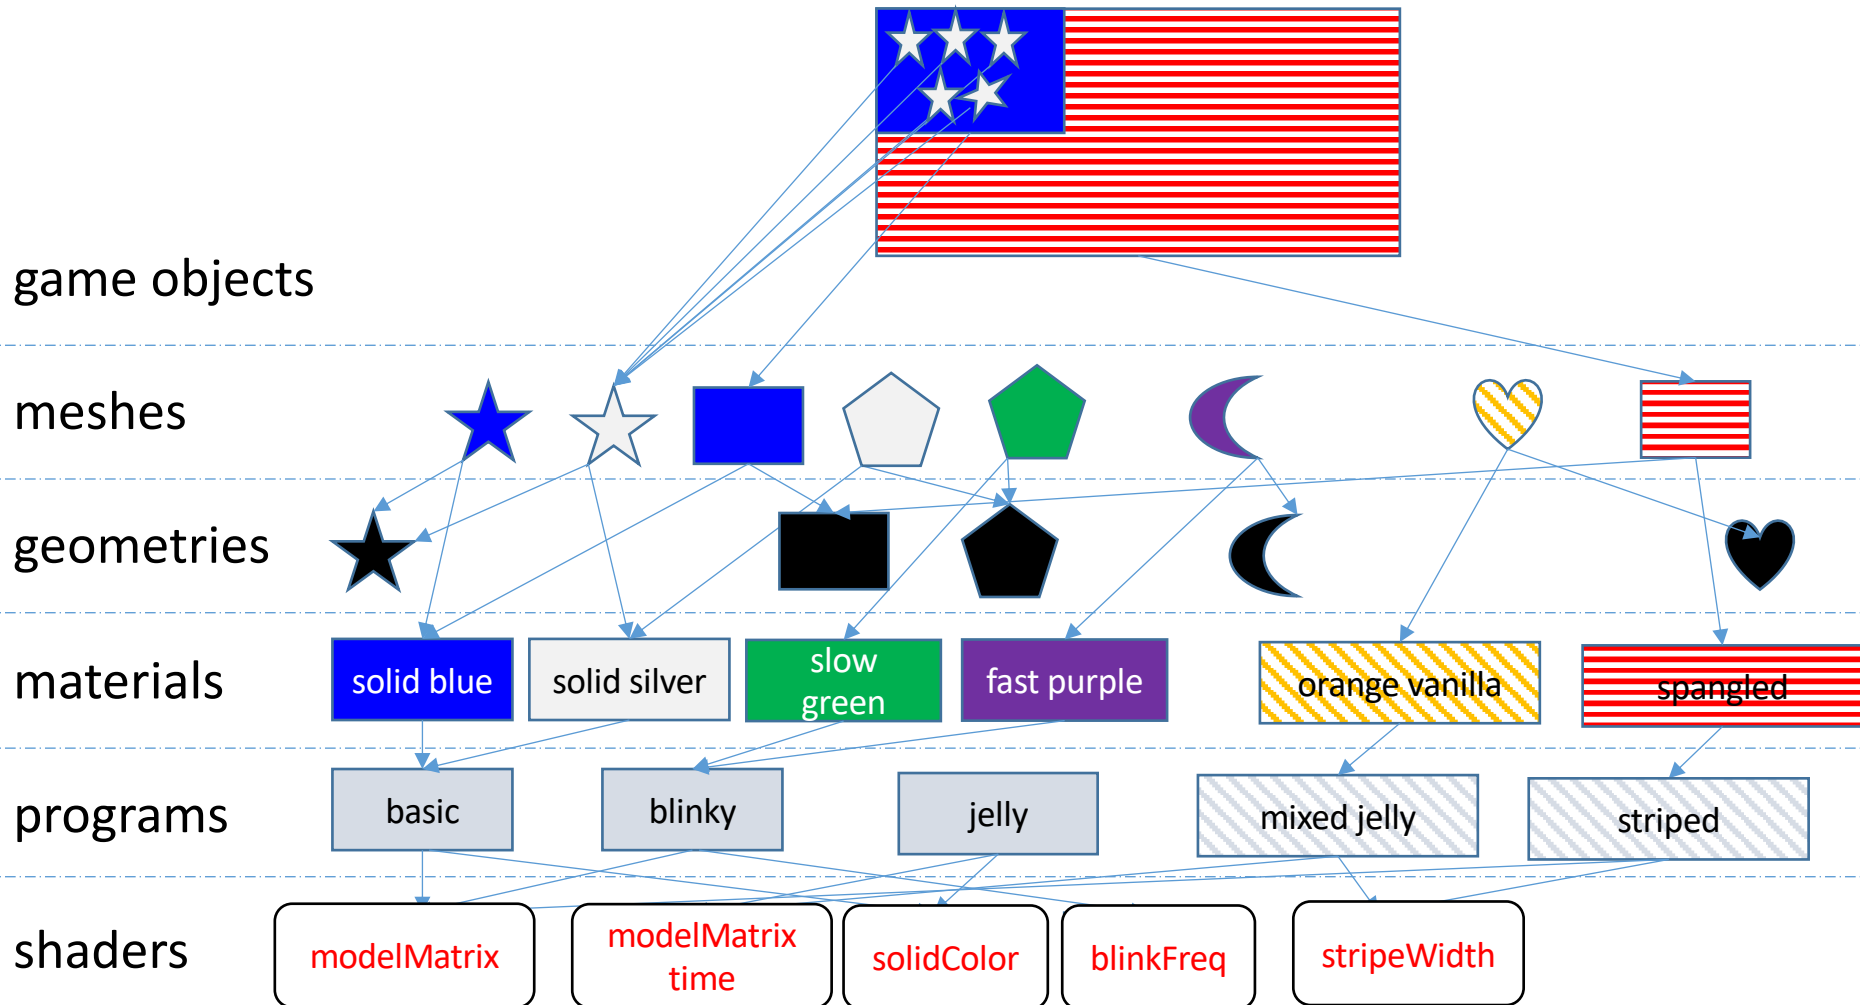 game objects
meshes
geometries
materials
solid blue
solid silver
slow
green
fast purple
orange vanilla
spangled
programs
basic
blinky
jelly
mixed jelly
striped
shaders
modelMatrix
modelMatrix
time
solidColor
blinkFreq
stripeWidth